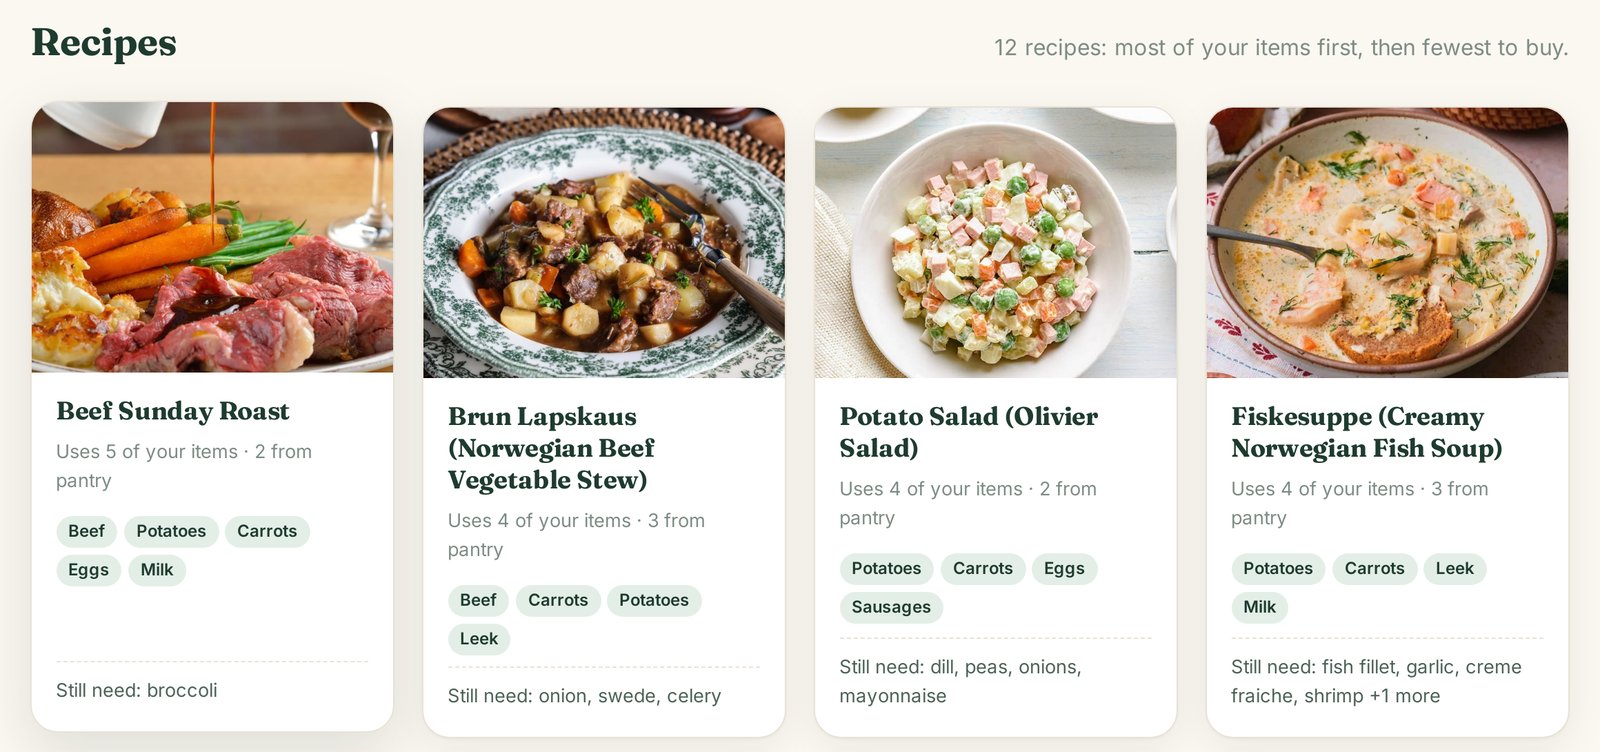 Recipes
12 recipes: most of your items first, then fewest to buy.
Beef Sunday Roast
Uses 5 of your items · 2 from
pantry
Beef Potatoes Carrots
Eggs Milk
Still need: broccoli
Brun Lapskaus
(Norwegian Beef
Vegetable Stew)
Uses 4 of your items · 3 from
pantry
Beef Carrots Potatoes
Leek
Still need: onion, swede, celery
Potato Salad (Olivier
Salad)
Uses 4 of your items · 2 from
pantry
Potatoes Carrots Eggs
Sausages
Still need: dill, peas, onions,
mayonnaise
Fiskesuppe (Creamy
Norwegian Fish Soup)
Uses 4 of your items · 3 from
pantry
Potatoes Carrots Leek
Milk
Still need: fish fillet, garlic, creme
fraiche, shrimp +1 more